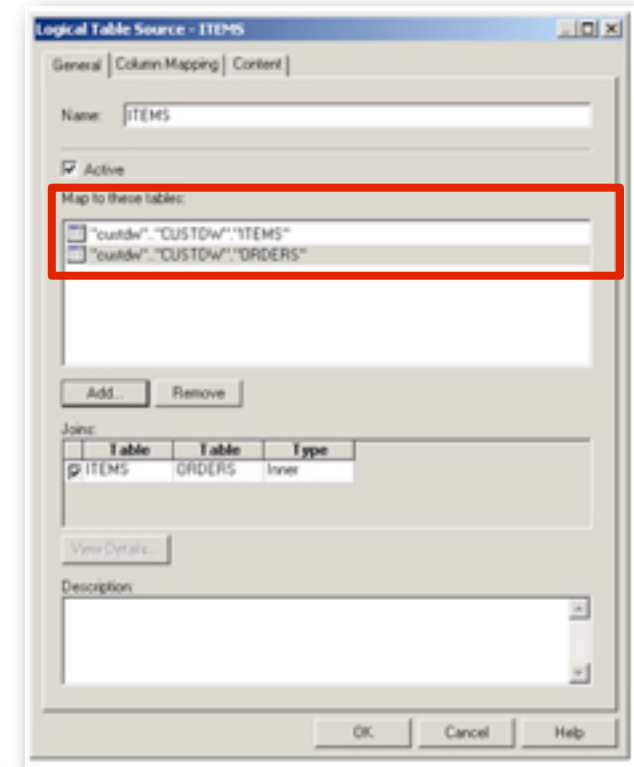 Logical Table Source - ITEMS
General Column Mapping Content
Name: ITEMS
Active
Map to these tables:
"custdw".."CUSTDW"."ITEMS"
"custdw".."CUSTDW"."ORDERS"
Add... Remove
Joins:
Table Table Type
ITEMS ORDERS Inner
View Details...
Description:
OK Cancel Help